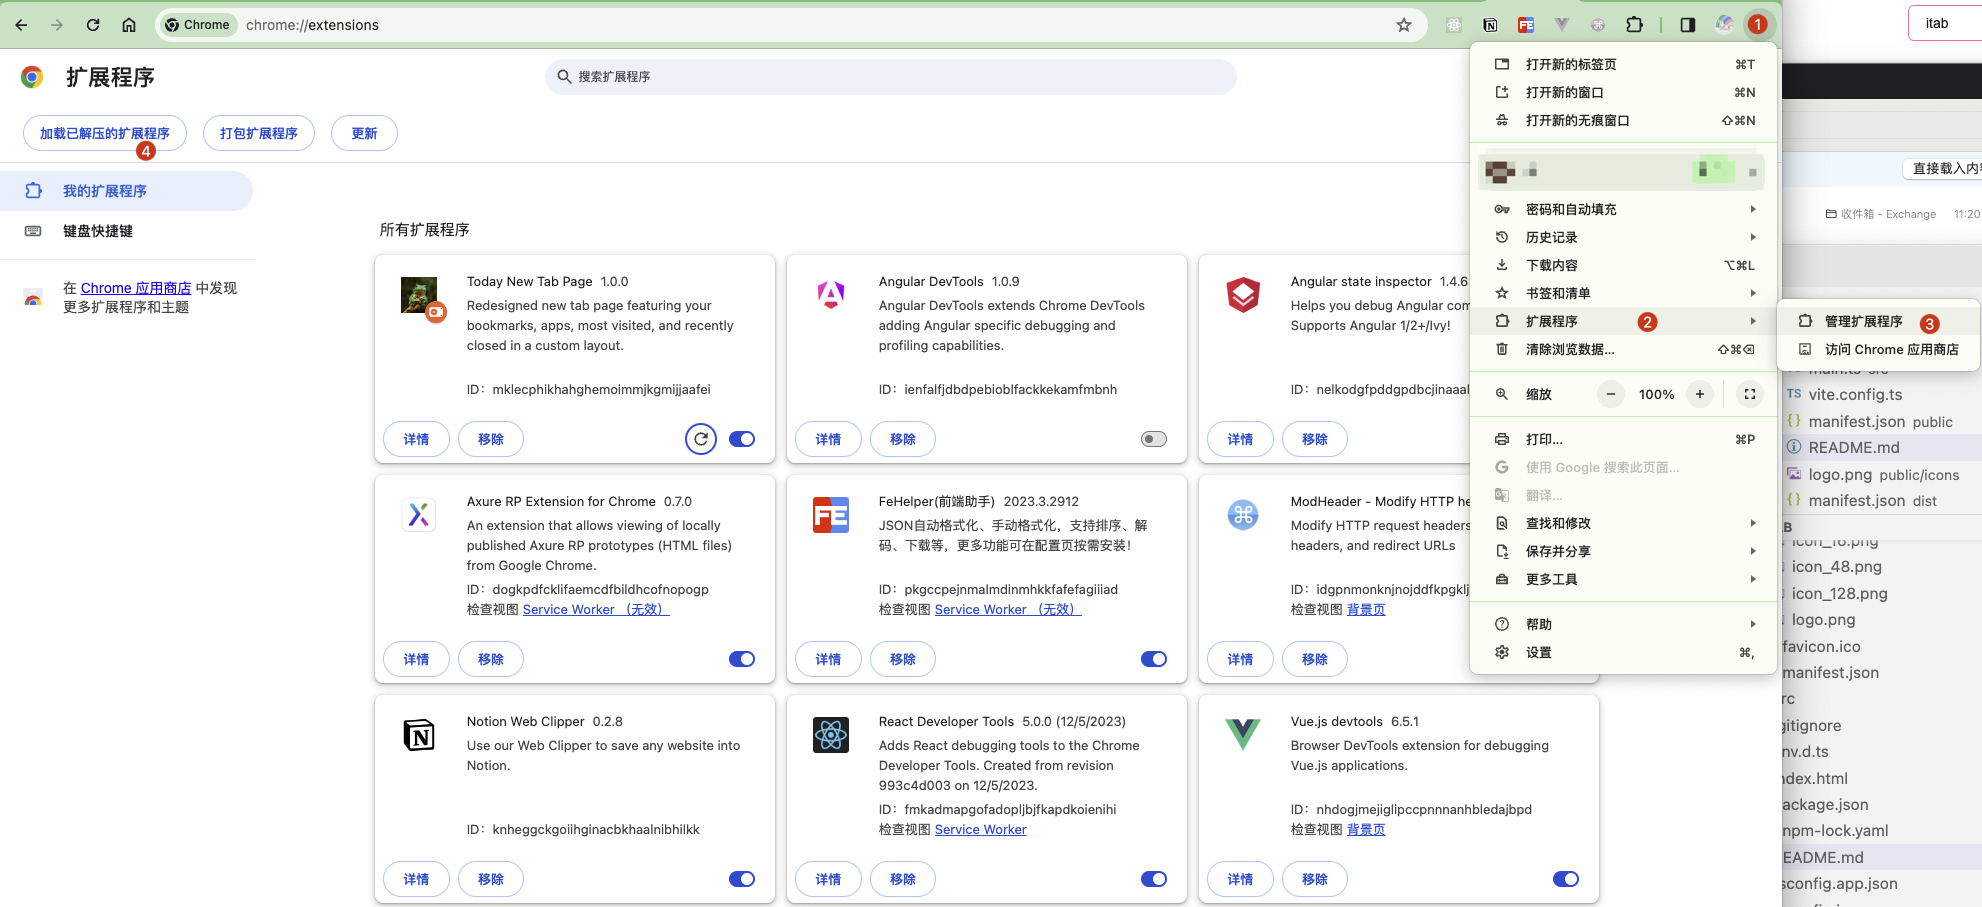 Chrome
chrome://extensions
1
itab
扩展程序
搜索扩展程序
加载已解压的扩展程序
打包扩展程序
更新
4
我的扩展程序
键盘快捷键
在 Chrome 应用商店 中发现
更多扩展程序和主题
所有扩展程序
Today New Tab Page 1.0.0
Redesigned new tab page featuring your
bookmarks, apps, most visited, and recently
closed in a custom layout.
ID：mklecphikhahghemoimmjkgmijjaafei
详情
移除
Angular DevTools 1.0.9
Angular DevTools extends Chrome DevTools
adding Angular specific debugging and
profiling capabilities.
ID：ienfalfjdbdpebioblfackkekamfmbnh
详情
移除
Angular state inspector 1.4.6
Helps you debug Angular com
Supports Angular 1/2+/Ivy!
ID：nelkodgfpddgpdbcjinaaal
详情
移除
Axure RP Extension for Chrome 0.7.0
An extension that allows viewing of locally
published Axure RP prototypes (HTML files)
from Google Chrome.
ID：dogkpdfcklifaemcdfbildhcofnopogp
检查视图 Service Worker （无效）
详情
移除
FE
FeHelper(前端助手) 2023.3.2912
JSON自动格式化、手动格式化，支持排序、解
码、下载等，更多功能可在配置页按需安装！
ID：pkgccpejnmalmdinmhkkfafefagiiiad
检查视图 Service Worker （无效）
详情
移除
ModHeader - Modify HTTP he
Modify HTTP request headers
headers, and redirect URLs
ID：idgpnmonknjnojddfkpgklj
检查视图 背景页
详情
移除
Notion Web Clipper 0.2.8
Use our Web Clipper to save any website into
Notion.
ID：knheggckgoiihginacbkhaalnibhilkk
详情
移除
React Developer Tools 5.0.0 (12/5/2023)
Adds React debugging tools to the Chrome
Developer Tools. Created from revision
993c4d003 on 12/5/2023.
ID：fmkadmapgofadopljbjfkapdkoienihi
检查视图 Service Worker
详情
移除
Vue.js devtools 6.5.1
Browser DevTools extension for debugging
Vue.js applications.
ID：nhdogjmejiglipccpnnnanhbledajbpd
检查视图 背景页
详情
移除
打开新的标签页 ⌘T
打开新的窗口 ⌘N
打开新的无痕窗口 ⇧⌘N
密码和自动填充
历史记录
下载内容 ⌥⌘L
书签和清单
扩展程序 2
清除浏览数据... ⇧⌘⌫
缩放 − 100% +
打印... ⌘P
使用 Google 搜索此页面...
翻译...
查找和修改
保存并分享
更多工具
帮助
设置 ⌘,
管理扩展程序 3
访问 Chrome 应用商店
直接载入内容
收件箱 - Exchange 11:20
TS vite.config.ts
{} manifest.json public
README.md
logo.png public/icons
{} manifest.json dist
icon_16.png
icon_48.png
icon_128.png
logo.png
favicon.ico
manifest.json
gitignore
nv.d.ts
ndex.html
ackage.json
npm-lock.yaml
EADME.md
sconfig.app.json